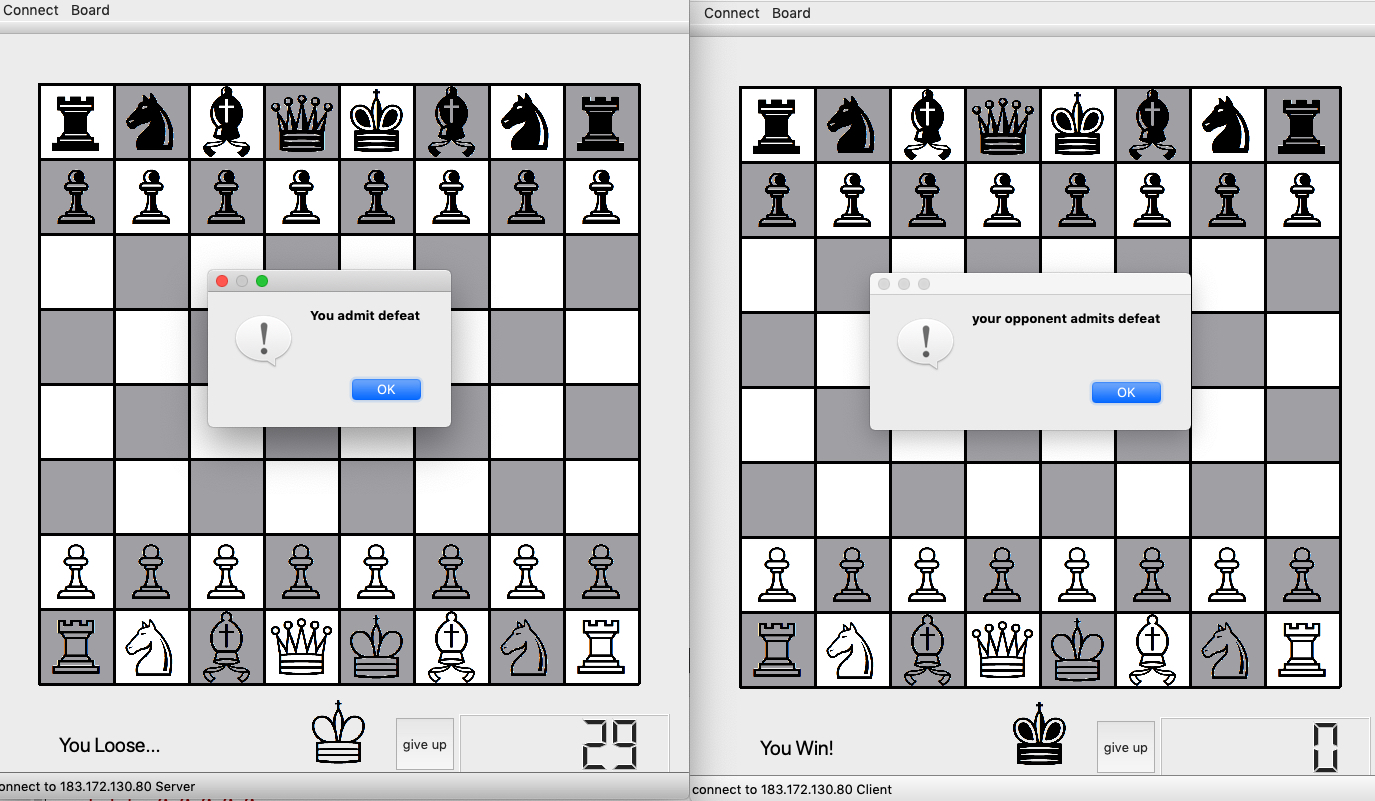 Connect Board
You admit defeat
OK
You Loose...
give up
29
onnect to 183.172.130.80 Server
Connect Board
your opponent admits defeat
OK
You Win!
give up
0
connect to 183.172.130.80 Client